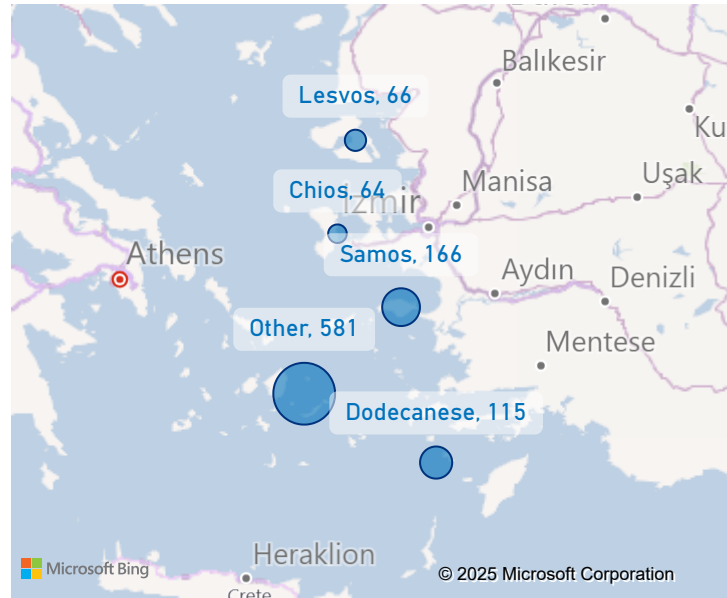 Balıkesir
Lesvos, 66
Ku
Chios, 64
Izmir
Manisa
Uşak
Athens
Samos, 166
Aydın
Denizli
Other, 581
Mentese
Dodecanese, 115
Heraklion
Crete
Microsoft Bing
© 2025 Microsoft Corporation